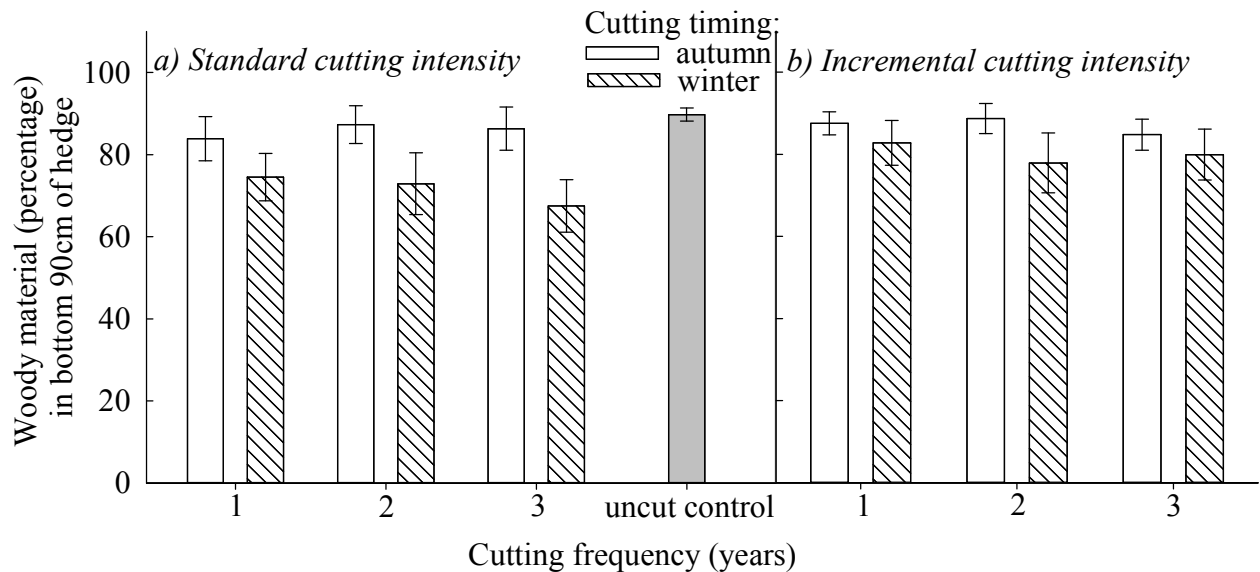 Cutting timing:
autumn
winter
a) Standard cutting intensity
b) Incremental cutting intensity
Woody material (percentage)
in bottom 90cm of hedge
100
80
60
40
20
0
1
2
3
uncut control
1
2
3
Cutting frequency (years)